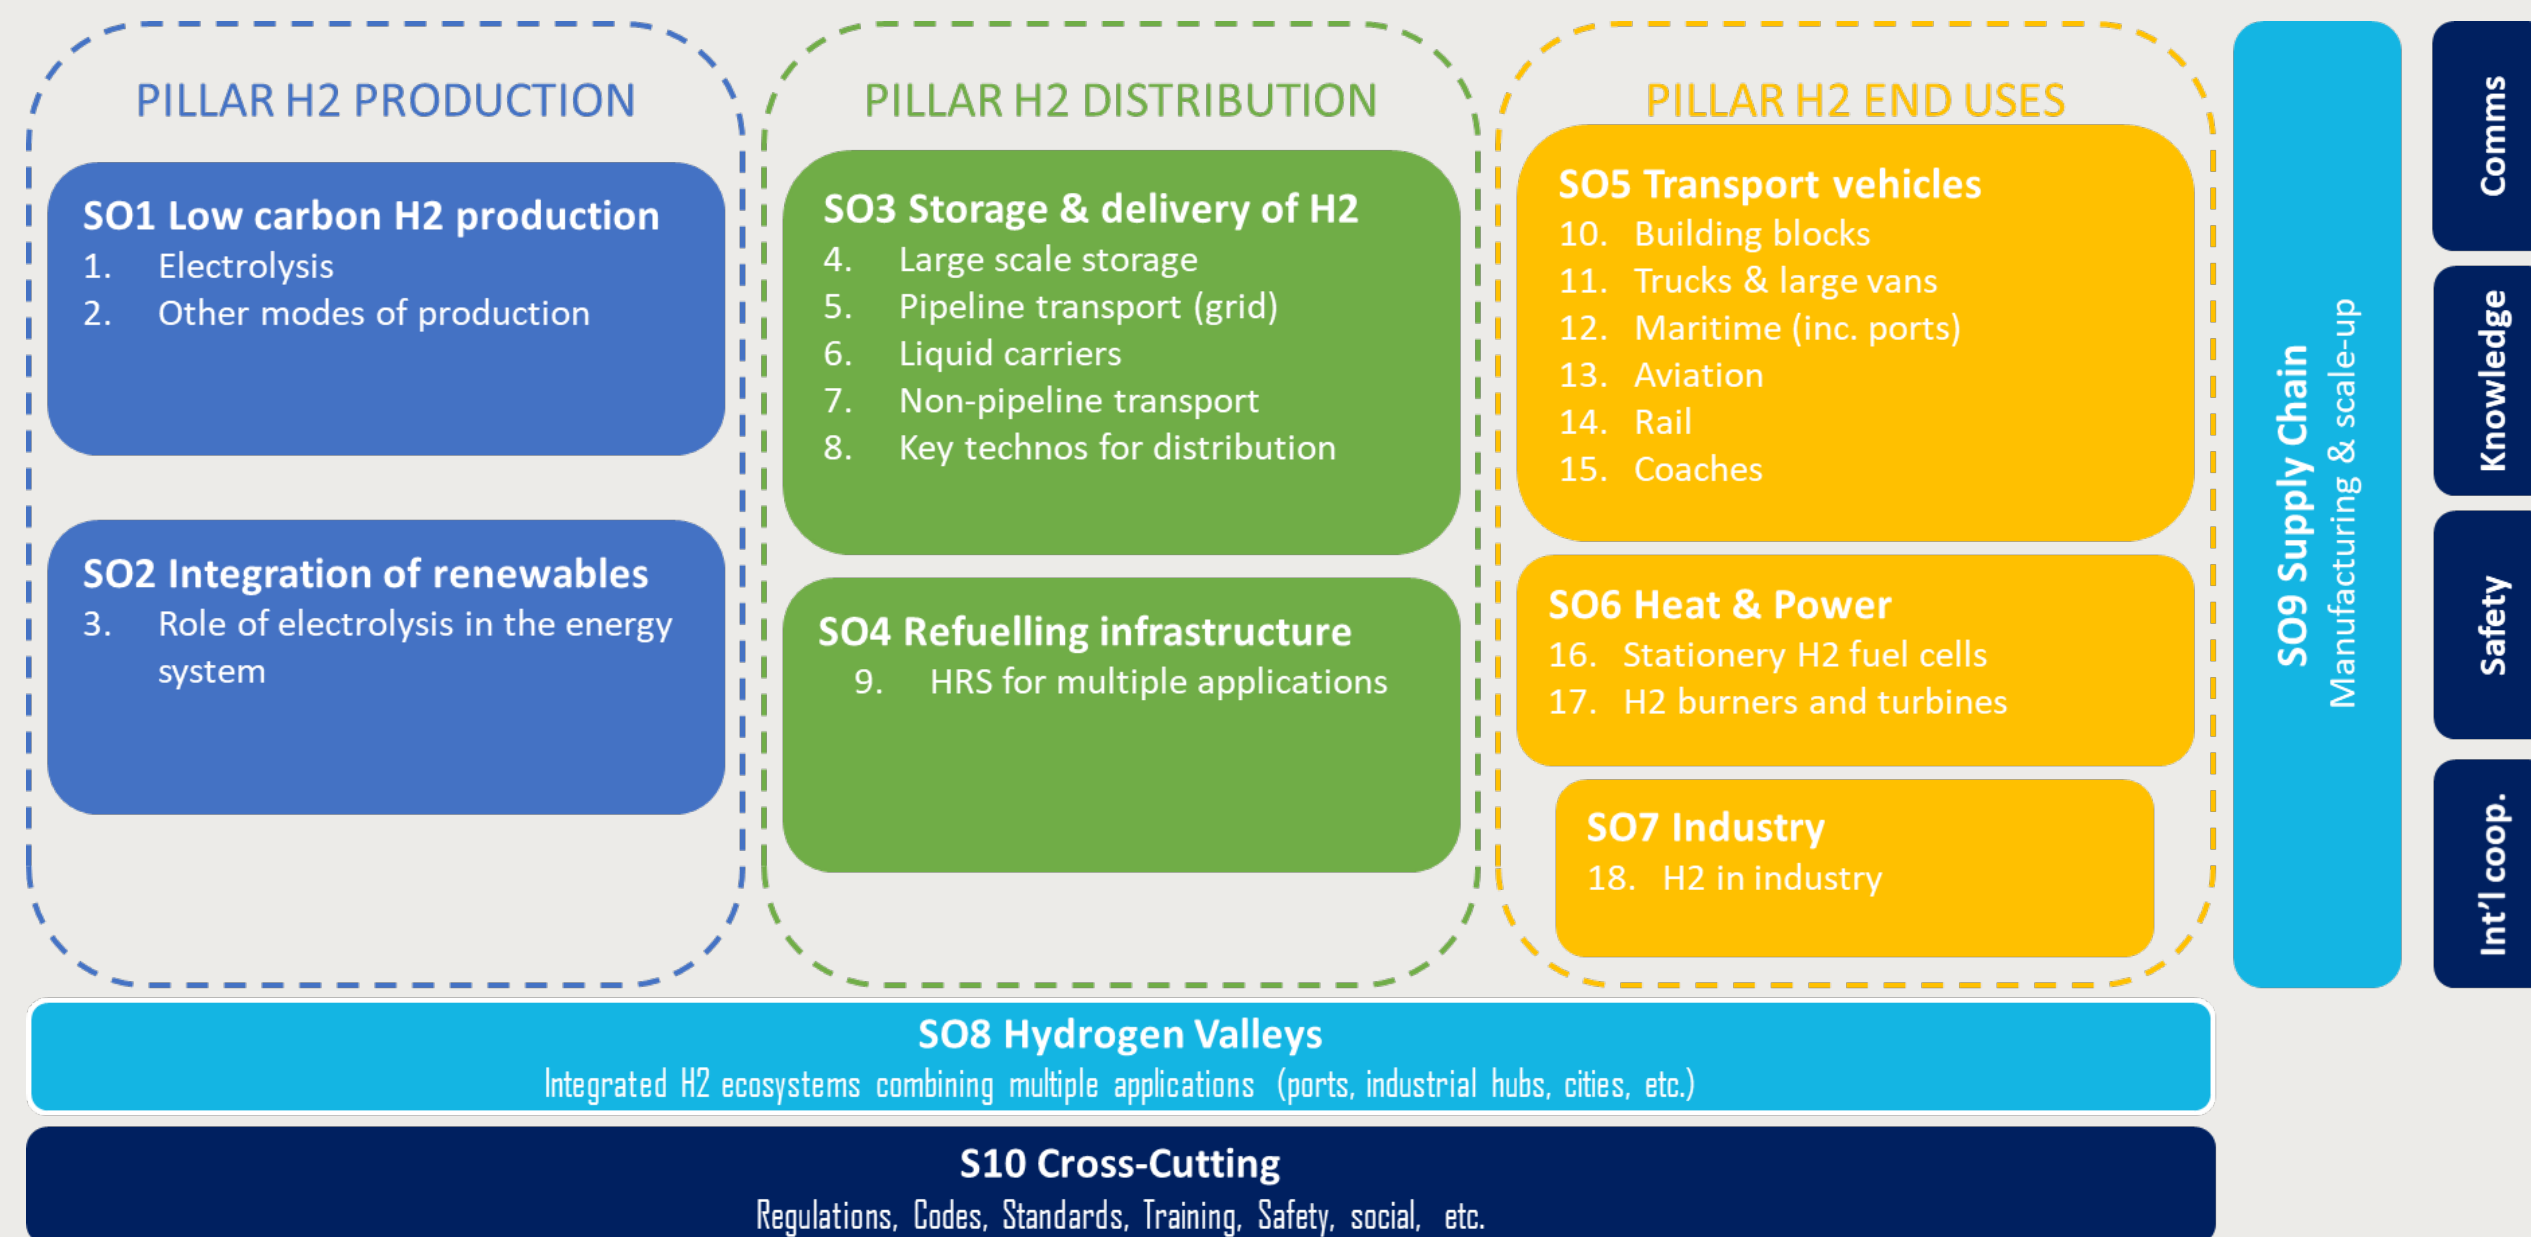 PILLAR H2 PRODUCTION
SO1 Low carbon H2 production
1. Electrolysis
2. Other modes of production
SO2 Integration of renewables
3. Role of electrolysis in the energy
system
PILLAR H2 DISTRIBUTION
SO3 Storage & delivery of H2
4. Large scale storage
5. Pipeline transport (grid)
6. Liquid carriers
7. Non-pipeline transport
8. Key technos for distribution
SO4 Refuelling infrastructure
9. HRS for multiple applications
PILLAR H2 END USES
SO5 Transport vehicles
10. Building blocks
11. Trucks & large vans
12. Maritime (inc. ports)
13. Aviation
14. Rail
15. Coaches
SO6 Heat & Power
16. Stationery H2 fuel cells
17. H2 burners and turbines
SO7 Industry
18. H2 in industry
SO9 Supply Chain
Manufacturing & scale-up
Comms
Knowledge
Safety
Int'l coop.
SO8 Hydrogen Valleys
Integrated H2 ecosystems combining multiple applications (ports, industrial hubs, cities, etc.)
S10 Cross-Cutting
Regulations, Codes, Standards, Training, Safety, social, etc.